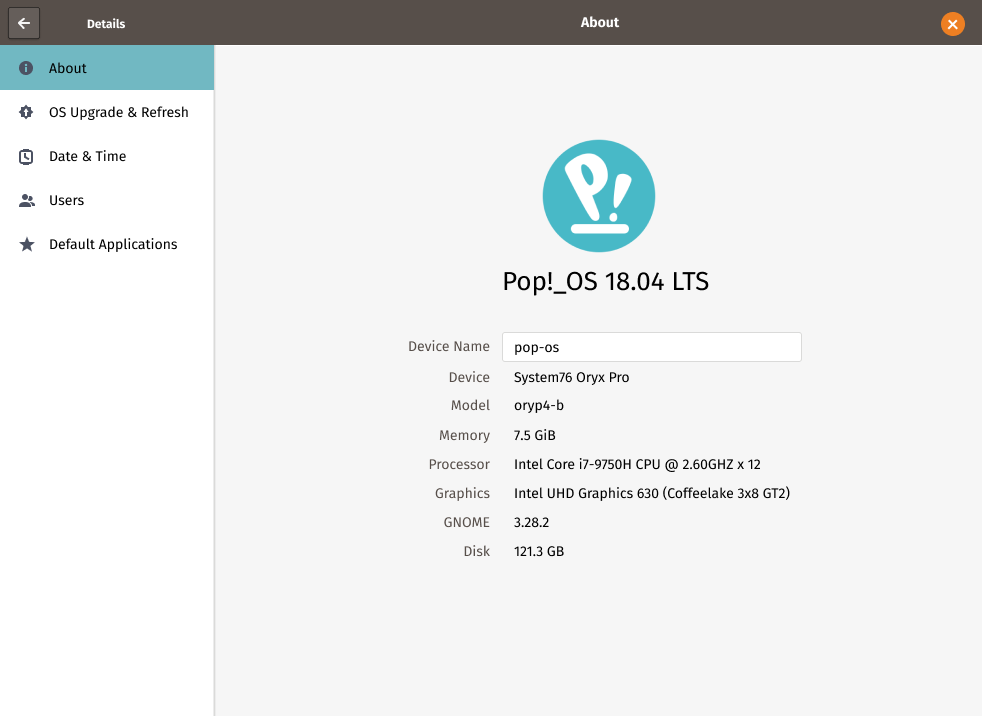 Details
About
About
OS Upgrade & Refresh
Date & Time
Users
Default Applications
P!
Pop!_OS 18.04 LTS
Device Name pop-os
Device System76 Oryx Pro
Model oryp4-b
Memory 7.5 GiB
Processor Intel Core i7-9750H CPU @ 2.60GHZ x 12
Graphics Intel UHD Graphics 630 (Coffeelake 3x8 GT2)
GNOME 3.28.2
Disk 121.3 GB